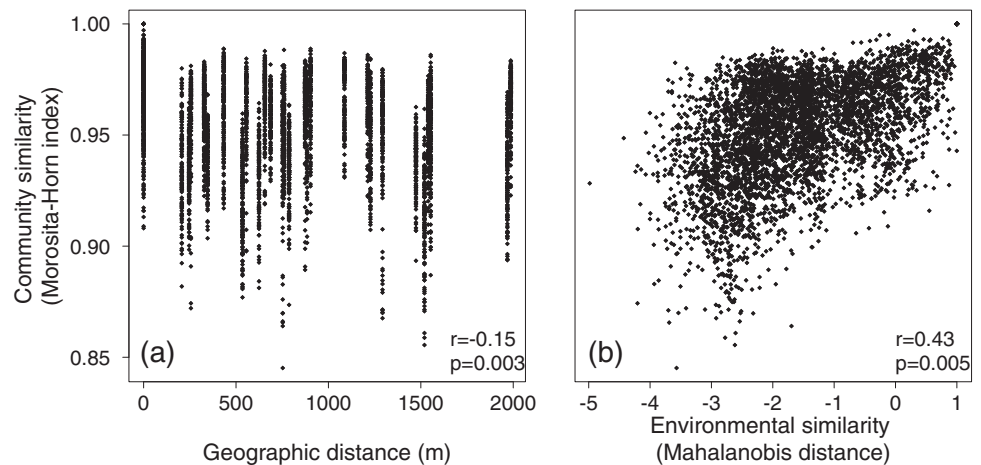 Community similarity
(Morosita-Horn index)
1.00
0.95
0.90
0.85
(a)
r=-0.15
p=0.003
0 500 1000 1500 2000
Geographic distance (m)
(b)
r=0.43
p=0.005
-5 -4 -3 -2 -1 0 1
Environmental similarity
(Mahalanobis distance)